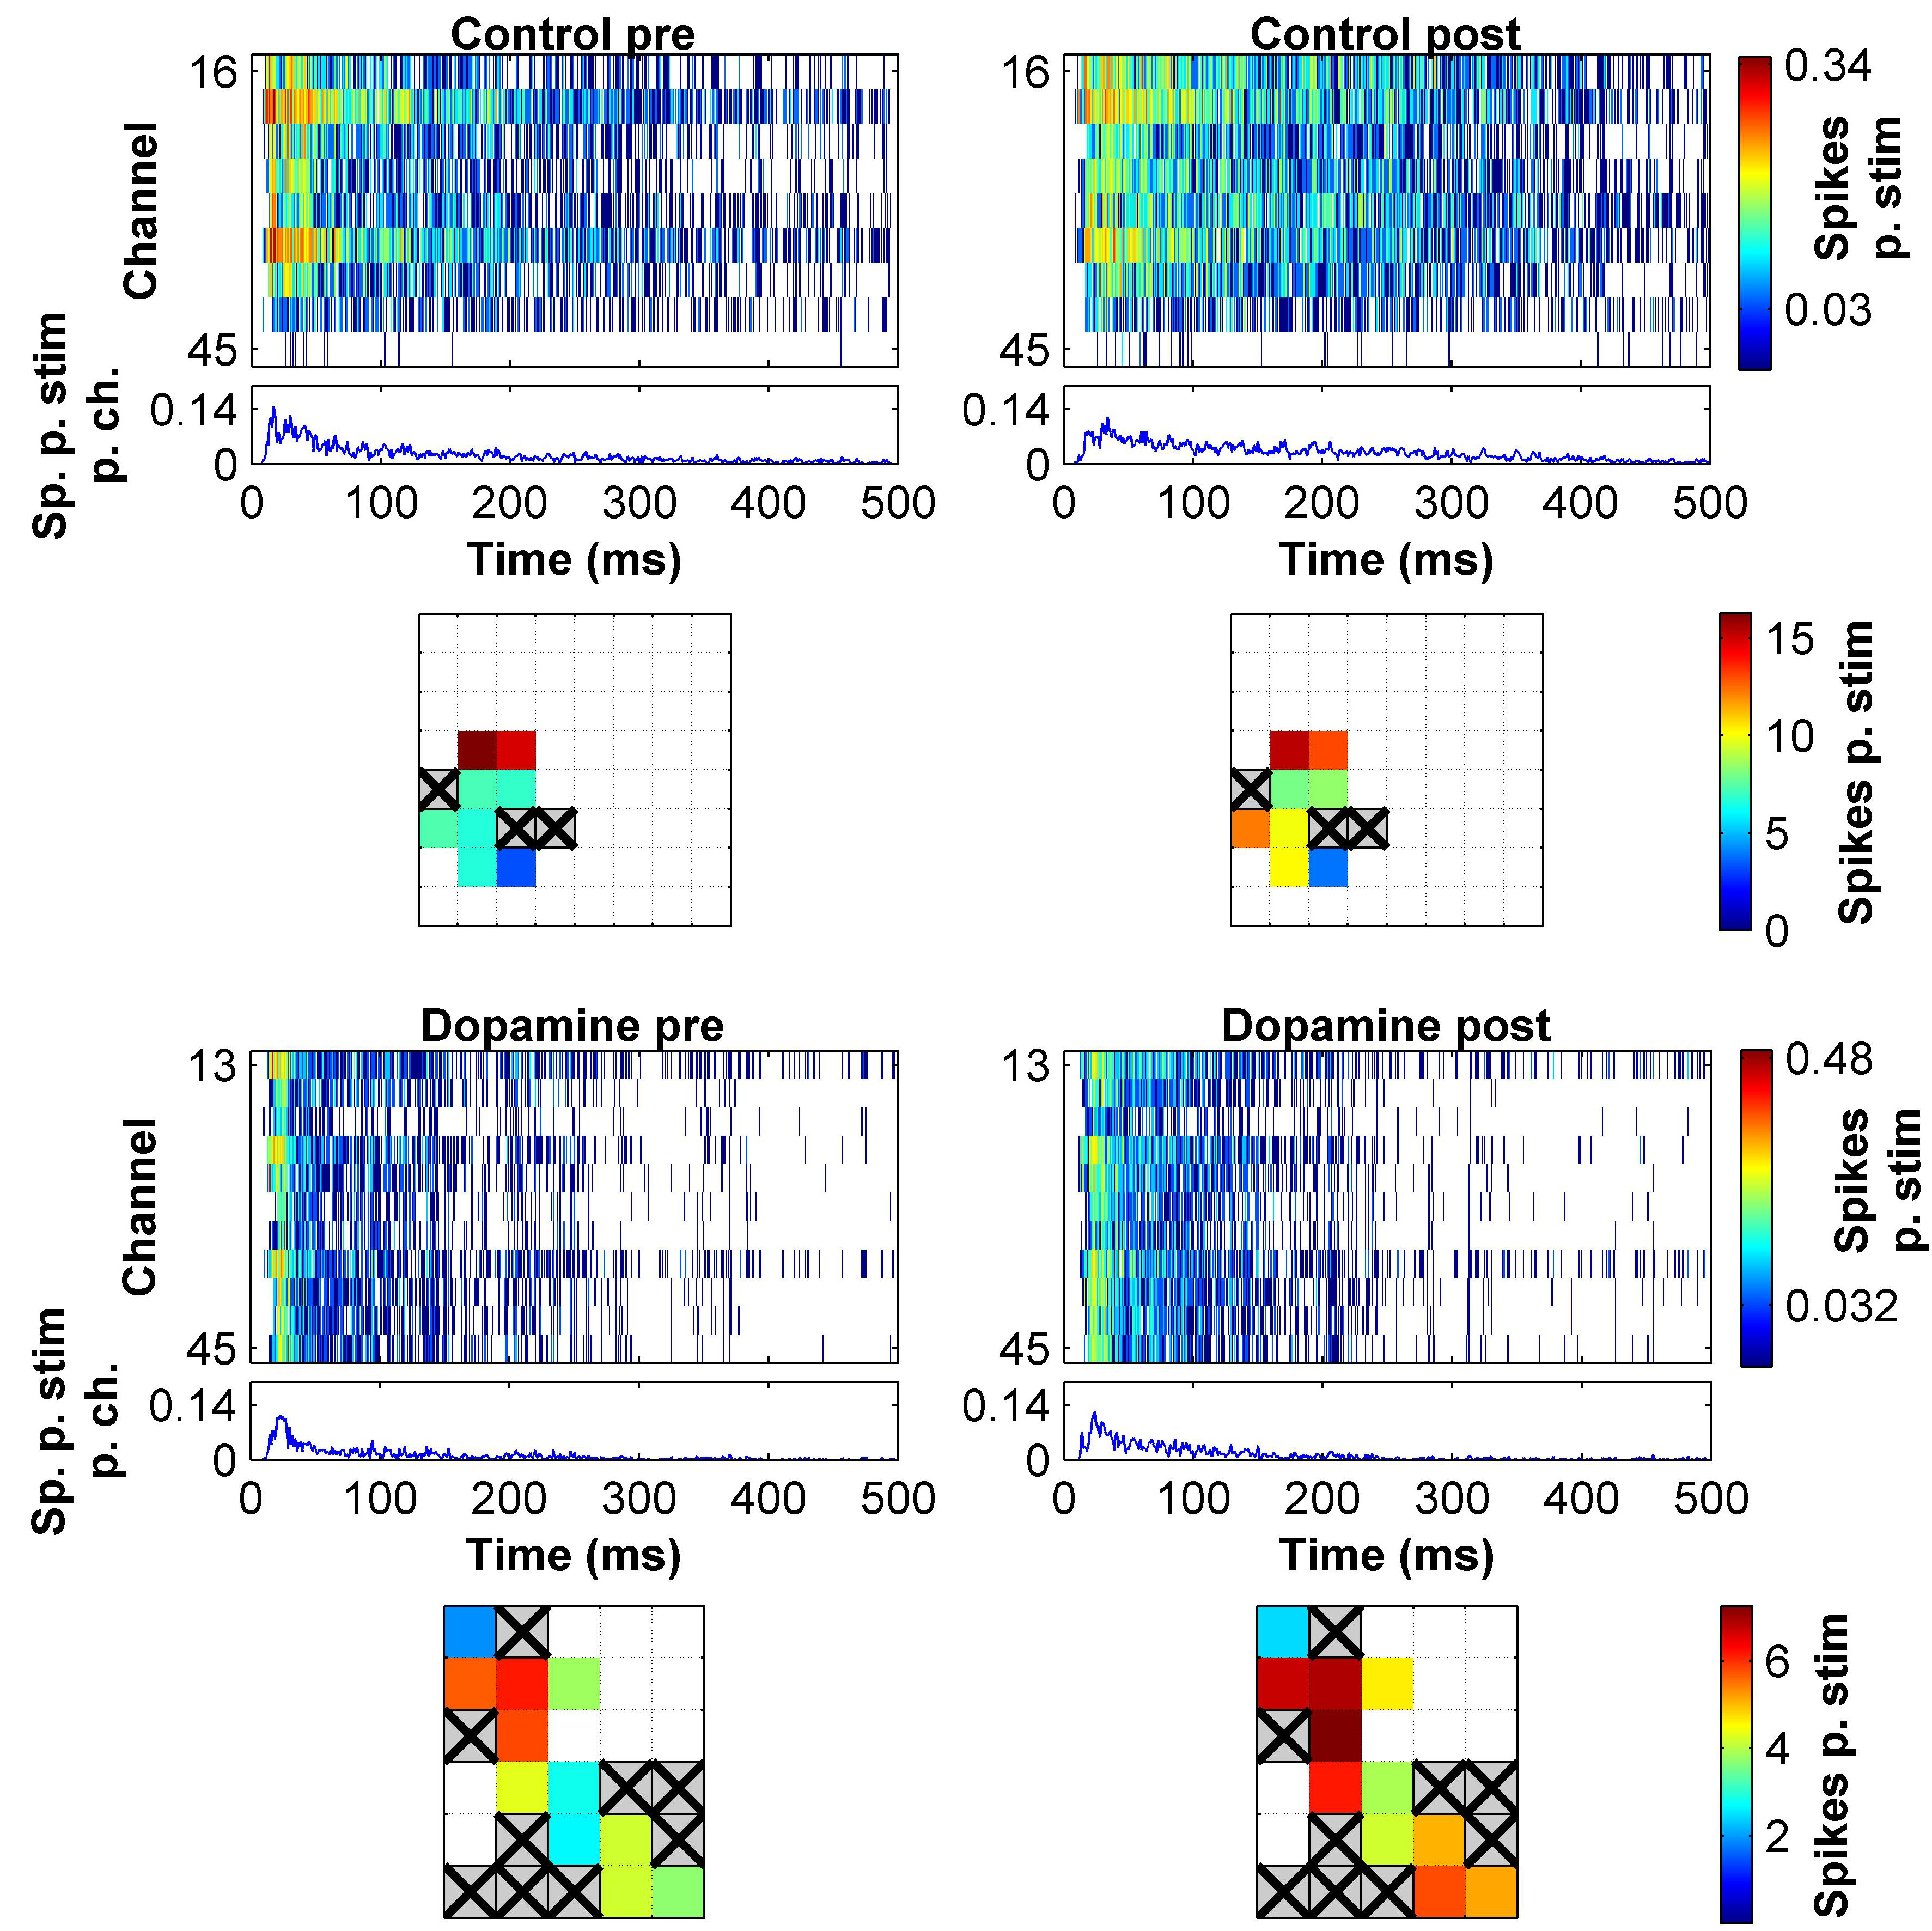 Control pre
Control post
16
45
Channel
16
45
0.34
0.03
Spikes
p. stim
0.14
0
Sp. p. stim
p. ch.
0.14
0
0 100 200 300 400 500
Time (ms)
0 100 200 300 400 500
Time (ms)
15
10
5
0
Spikes p. stim
Dopamine pre
Dopamine post
13
45
Channel
13
45
0.48
0.032
Spikes
p. stim
0.14
0
Sp. p. stim
p. ch.
0.14
0
0 100 200 300 400 500
Time (ms)
0 100 200 300 400 500
Time (ms)
6
4
2
Spikes p. stim